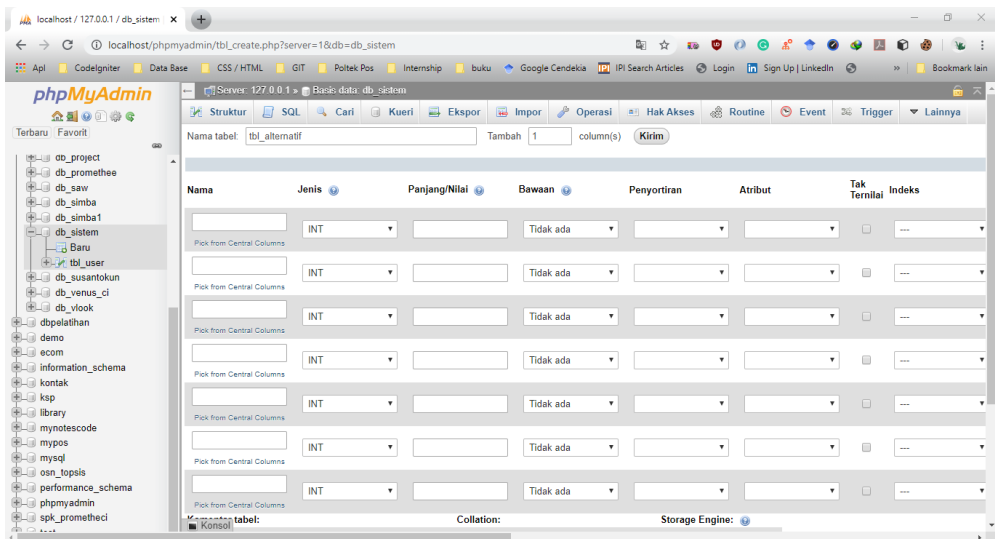 localhost / 127.0.0.1 / db_sistem
localhost/phpmyadmin/tbl_create.php?server=1&db=db_sistem
Apl CodeIgniter Data Base CSS / HTML GIT Poltek Pos Internship buku Google Cendekia IPI Search Articles Login Sign Up | LinkedIn » Bookmark lain
phpMyAdmin
Terbaru Favorit
db_project
db_promethee
db_saw
db_simba
db_simba1
db_sistem
Baru
tbl_user
db_susantokun
db_venus_ci
db_vlook
dbpelatihan
demo
ecom
information_schema
kontak
ksp
library
mynotescode
mypos
mysql
osn_topsis
performance_schema
phpmyadmin
spk_prometheci
Server: 127.0.0.1 » Basis data: db_sistem
Struktur SQL Cari Kueri Ekspor Impor Operasi Hak Akses Routine Event Trigger Lainnya
Nama tabel: tbl_alternatif Tambah 1 column(s) Kirim
Nama Jenis Panjang/Nilai Bawaan Penyortiran Atribut Tak Ternilai Indeks
INT Tidak ada ---
Pick from Central Columns
INT Tidak ada ---
Pick from Central Columns
INT Tidak ada ---
Pick from Central Columns
INT Tidak ada ---
Pick from Central Columns
INT Tidak ada ---
Pick from Central Columns
INT Tidak ada ---
Pick from Central Columns
INT Tidak ada ---
Pick from Central Columns
tabel: Collation: Storage Engine:
Konsol